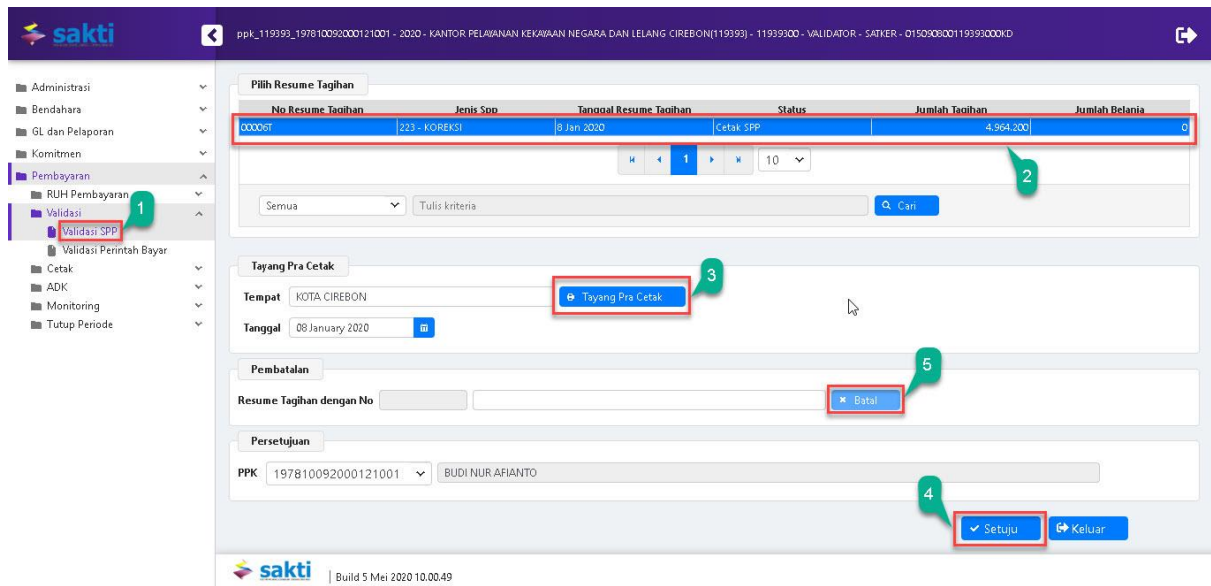 sakti
ppk_119393_197810092000121001 - 2020 - KANTOR PELAYANAN KEKAYAAN NEGARA DAN LELANG CIREBON(119393) - 11939300 - VALIDATOR - SATKER - 015090800119393000KD
Administrasi
Bendahara
GL dan Pelaporan
Komitmen
Pembayaran
RUH Pembayaran
Validasi
1
Validasi SPP
Validasi Perintah Bayar
Cetak
ADK
Monitoring
Tutup Periode
Pilih Resume Tagihan
No Resume Tagihan Jenis Spp Tanggal Resume Tagihan Status Jumlah Tagihan Jumlah Belanja
00006T 223 - KOREKSI 8 Jan 2020 Cetak SPP 4.964.200 0
1 10
2
Semua Tulis kriteria Cari
Tayang Pra Cetak
3
Tempat KOTA CIREBON Tayang Pra Cetak
Tanggal 08 January 2020
Pembatalan
5
Resume Tagihan dengan No Batal
Persetujuan
PPK 197810092000121001 BUDI NUR AFIANTO
4
Setuju Keluar
sakti | Build 5 Mei 2020 10.00.49